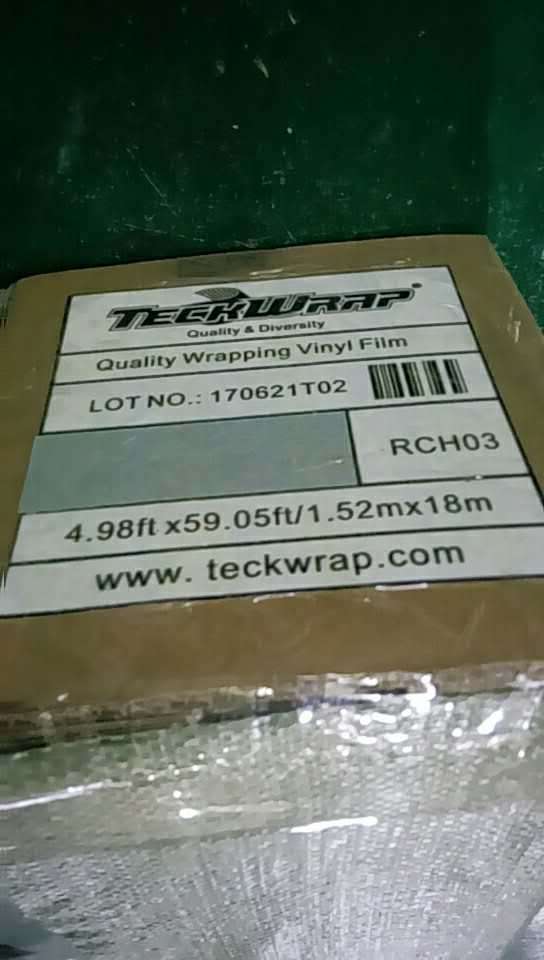 TECKWRAP®
Quality & Diversity
Quality Wrapping Vinyl Film
LOT NO.: 170621T02
RCH03
4.98ft x59.05ft/1.52mx18m
www. teckwrap.com